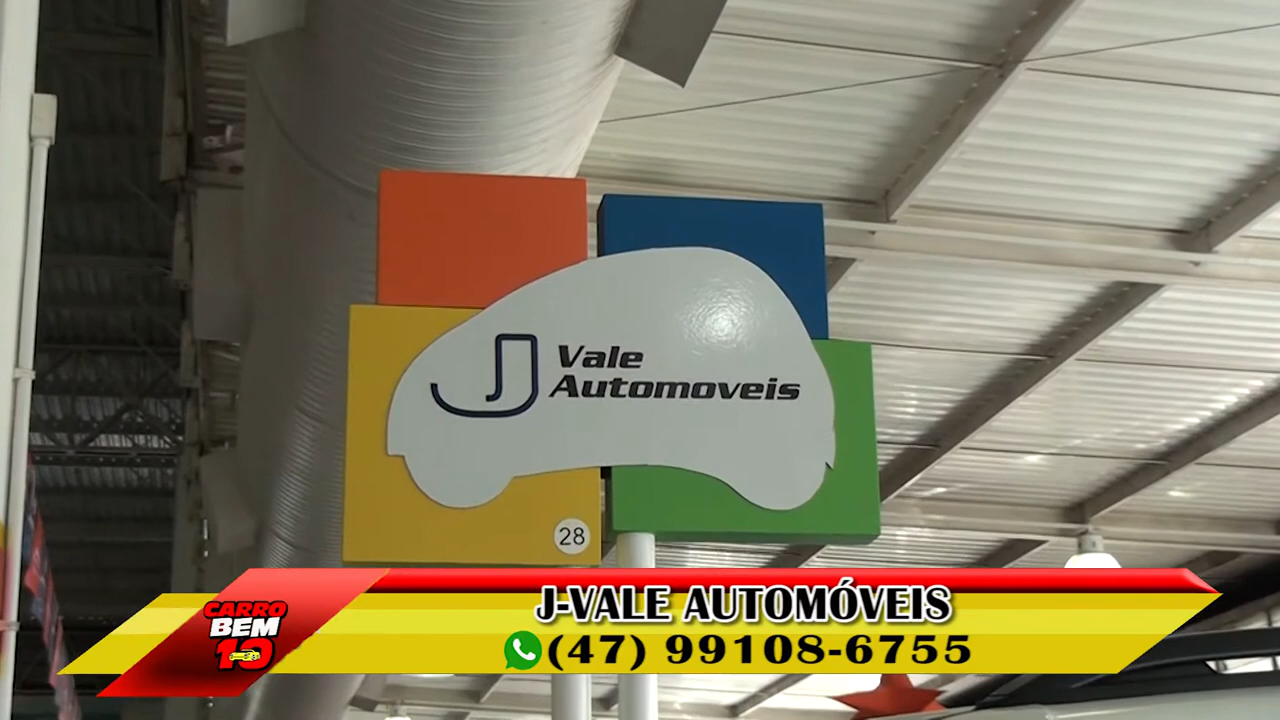 J Vale
Automoveis
28
CARRO
BEM
10
J-VALE AUTOMÓVEIS
(47) 99108-6755